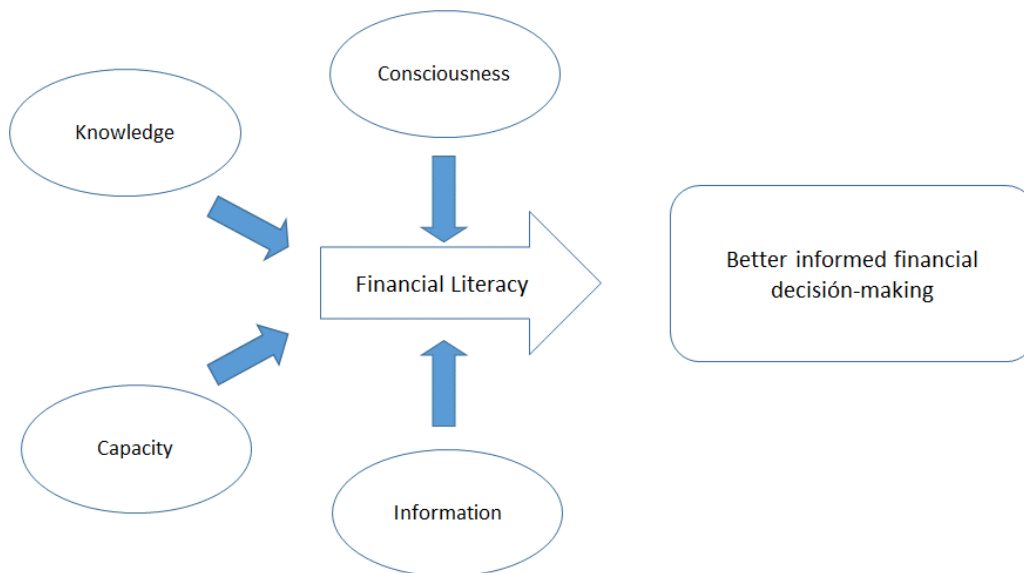 Consciousness
Knowledge
Financial Literacy
Better informed financial
decisión-making
Capacity
Information